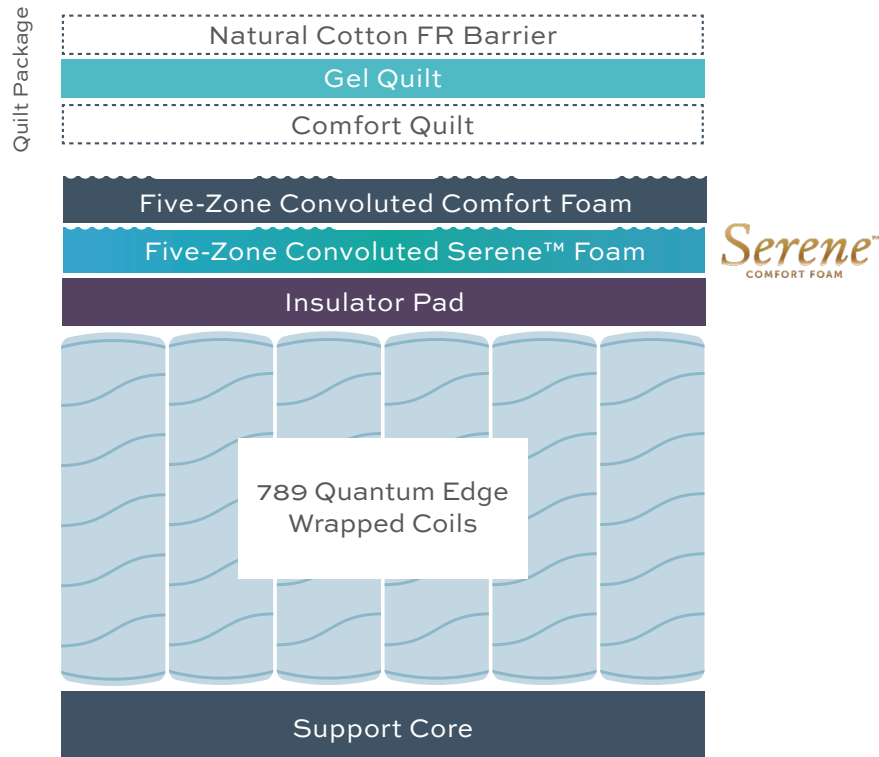 Quilt Package
Natural Cotton FR Barrier
Gel Quilt
Comfort Quilt
Five-Zone Convoluted Comfort Foam
Five-Zone Convoluted Serene™ Foam
Serene™
COMFORT FOAM
Insulator Pad
789 Quantum Edge
Wrapped Coils
Support Core